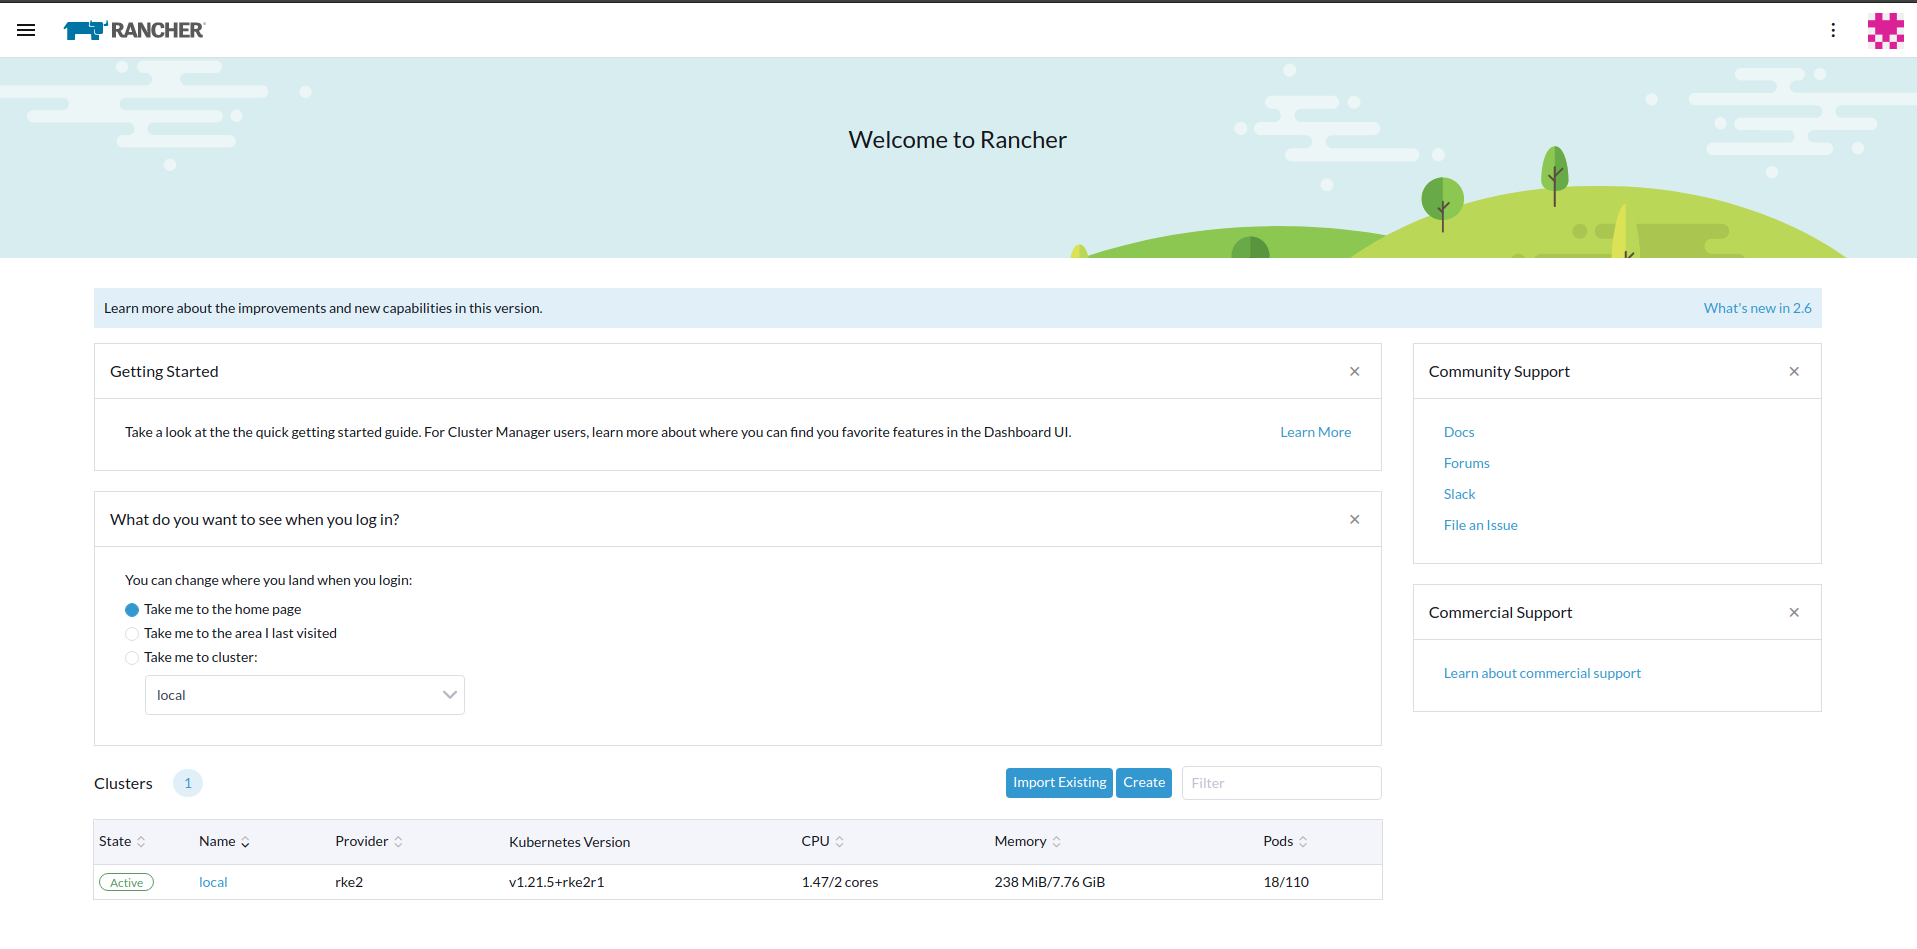 RANCHER
Welcome to Rancher
Learn more about the improvements and new capabilities in this version.
What's new in 2.6
Getting Started
Take a look at the the quick getting started guide. For Cluster Manager users, learn more about where you can find you favorite features in the Dashboard UI.
Learn More
What do you want to see when you log in?
You can change where you land when you login:
Take me to the home page
Take me to the area I last visited
Take me to cluster:
local
Community Support
Docs
Forums
Slack
File an Issue
Commercial Support
Learn about commercial support
Clusters 1
Import Existing Create Filter
State Name Provider Kubernetes Version CPU Memory Pods
Active local rke2 v1.21.5+rke2r1 1.47/2 cores 238 MiB/7.76 GiB 18/110